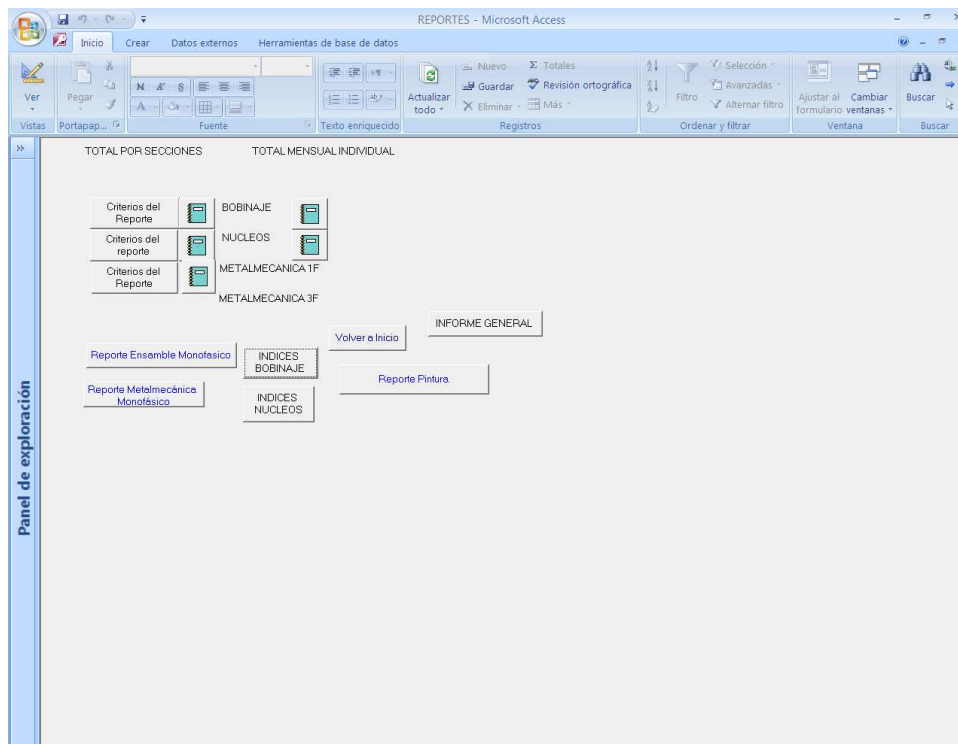 REPORTES - Microsoft Access
Inicio Crear Datos externos Herramientas de base de datos
Ver
Pegar
N K S
A
ab
Actualizar todo
Nuevo
Guardar
Eliminar
Totales
Revisión ortográfica
Más
Filtro
Selección
Avanzadas
Alternar filtro
Ajustar al formulario
Cambiar ventanas
Buscar
Vistas Portapap... Fuente Texto enriquecido Registros Ordenar y filtrar Ventana Buscar
Panel de exploración
TOTAL POR SECCIONES TOTAL MENSUAL INDIVIDUAL
Criterios del
Reporte
BOBINAJE
Criterios del
reporte
NUCLEOS
Criterios del
Reporte
METALMECANICA 1F
METALMECANICA 3F
INFORME GENERAL
Volver a Inicio
Reporte Ensamble Monofasico
INDICES
BOBINAJE
Reporte Pintura
Reporte Metalmecánica
Monofásico
INDICES
NUCLEOS